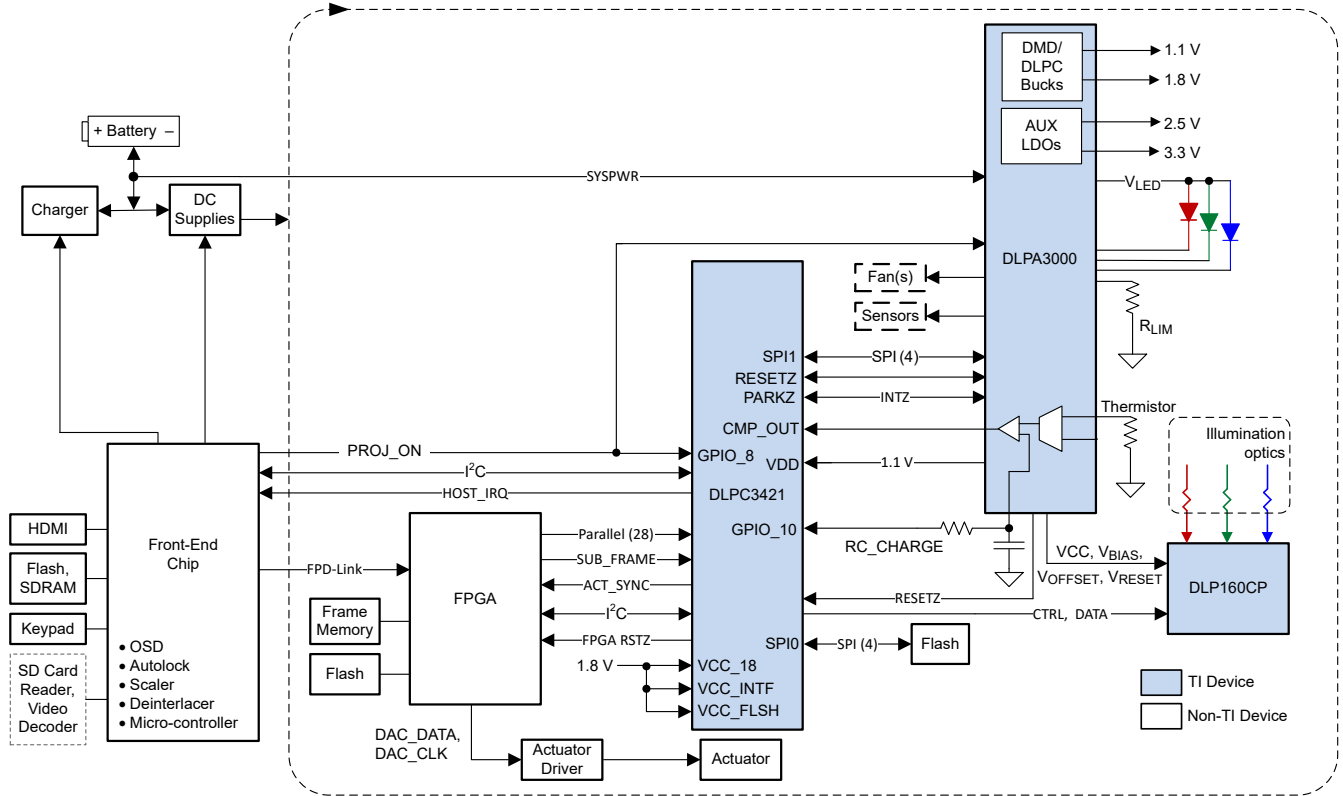 DMD/
DLPC
Bucks
1.1 V
1.8 V
AUX
LDOs
2.5 V
3.3 V
+ Battery –
SYSPWR
Charger
DC
Supplies
VLED
DLPA3000
Fan(s)
Sensors
RLIM
SPI1
SPI (4)
RESETZ
PARKZ
INTZ
CMP_OUT
Thermistor
PROJ_ON
GPIO_8
VDD
1.1 V
I2C
HOST_IRQ
DLPC3421
Illumination
optics
HDMI
Flash,
SDRAM
Keypad
SD Card
Reader,
Video
Decoder
Front-End
Chip
• OSD
• Autolock
• Scaler
• Deinterlacer
• Micro-controller
FPD-Link
FPGA
Frame
Memory
Flash
Parallel (28)
SUB_FRAME
ACT_SYNC
I2C
FPGA RSTZ
GPIO_10
RC_CHARGE
VCC, VBIAS,
VOFFSET, VRESET
DLP160CP
RESETZ
CTRL, DATA
SPI0
SPI (4)
Flash
1.8 V
VCC_18
VCC_INTF
VCC_FLSH
TI Device
Non-TI Device
DAC_DATA,
DAC_CLK
Actuator
Driver
Actuator